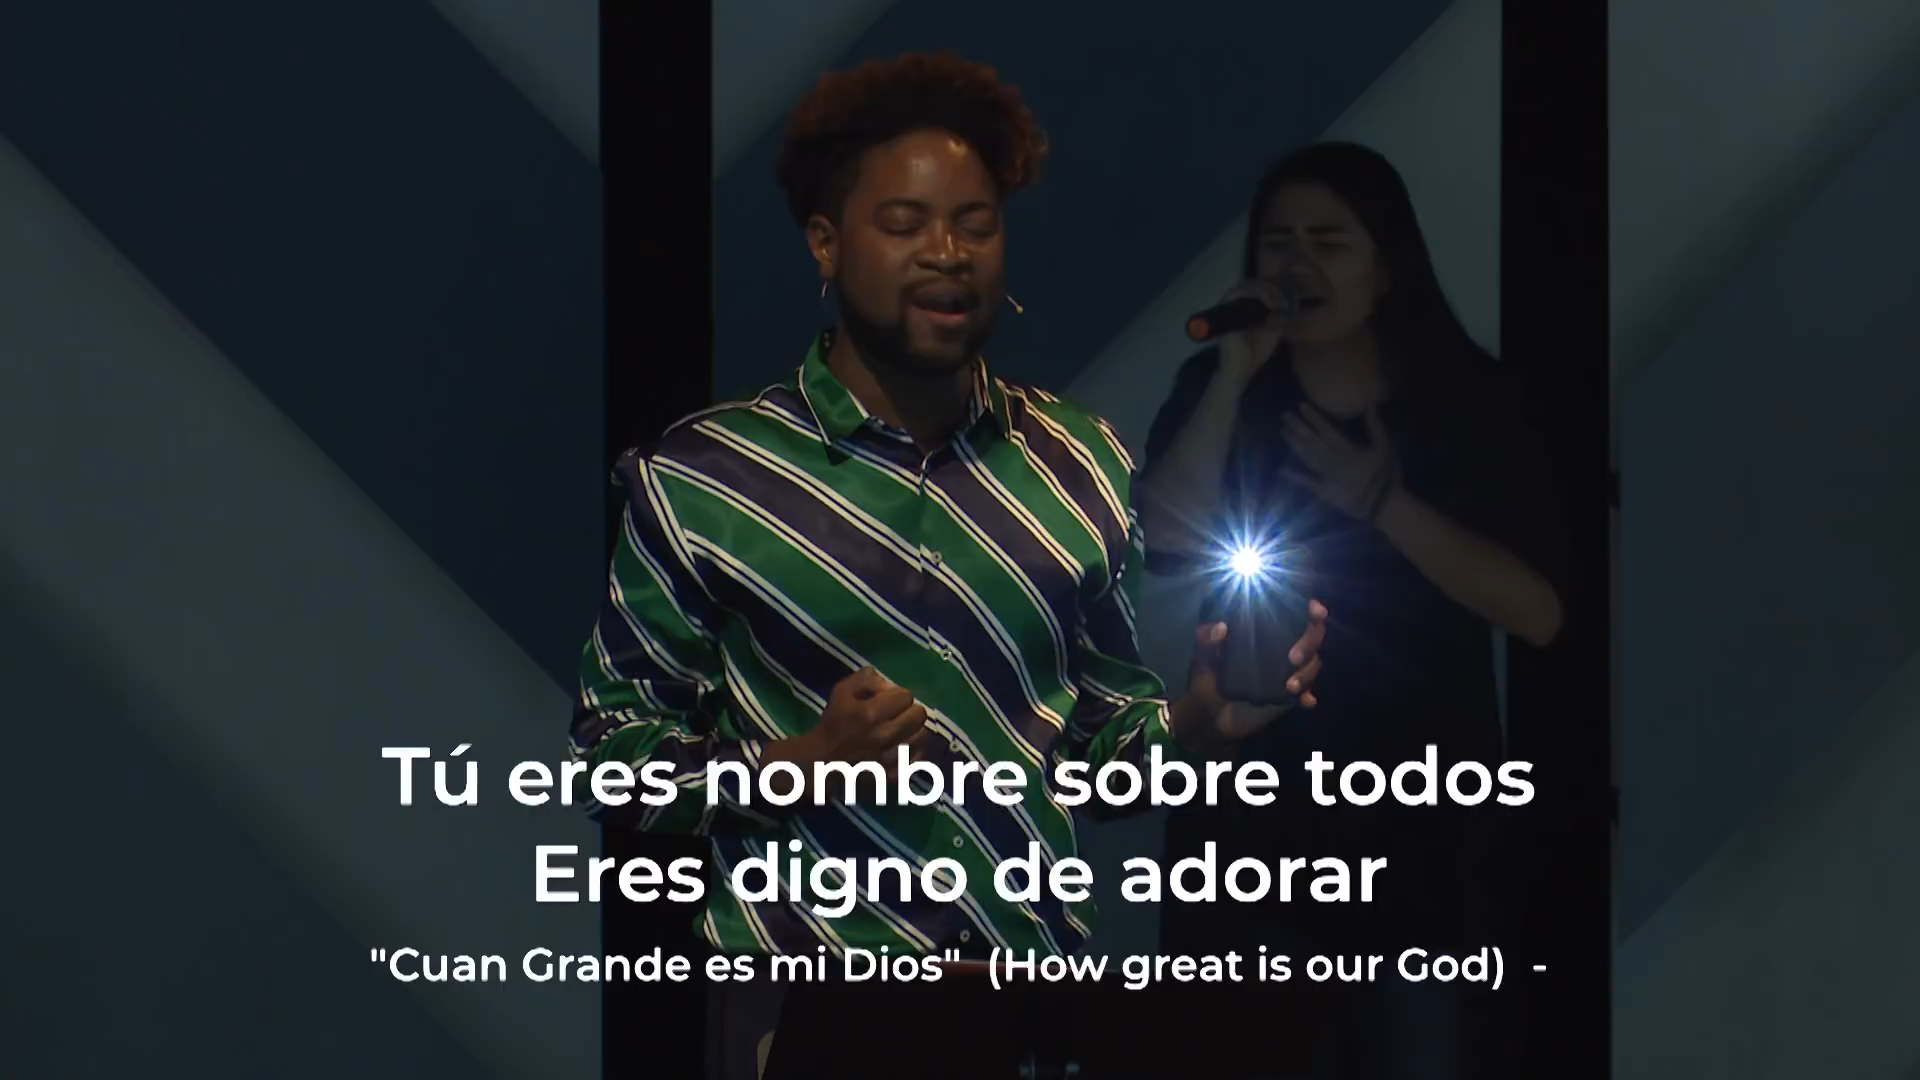 Tú eres nombre sobre todos
Eres digno de adorar
"Cuan Grande es mi Dios" (How great is our God) -